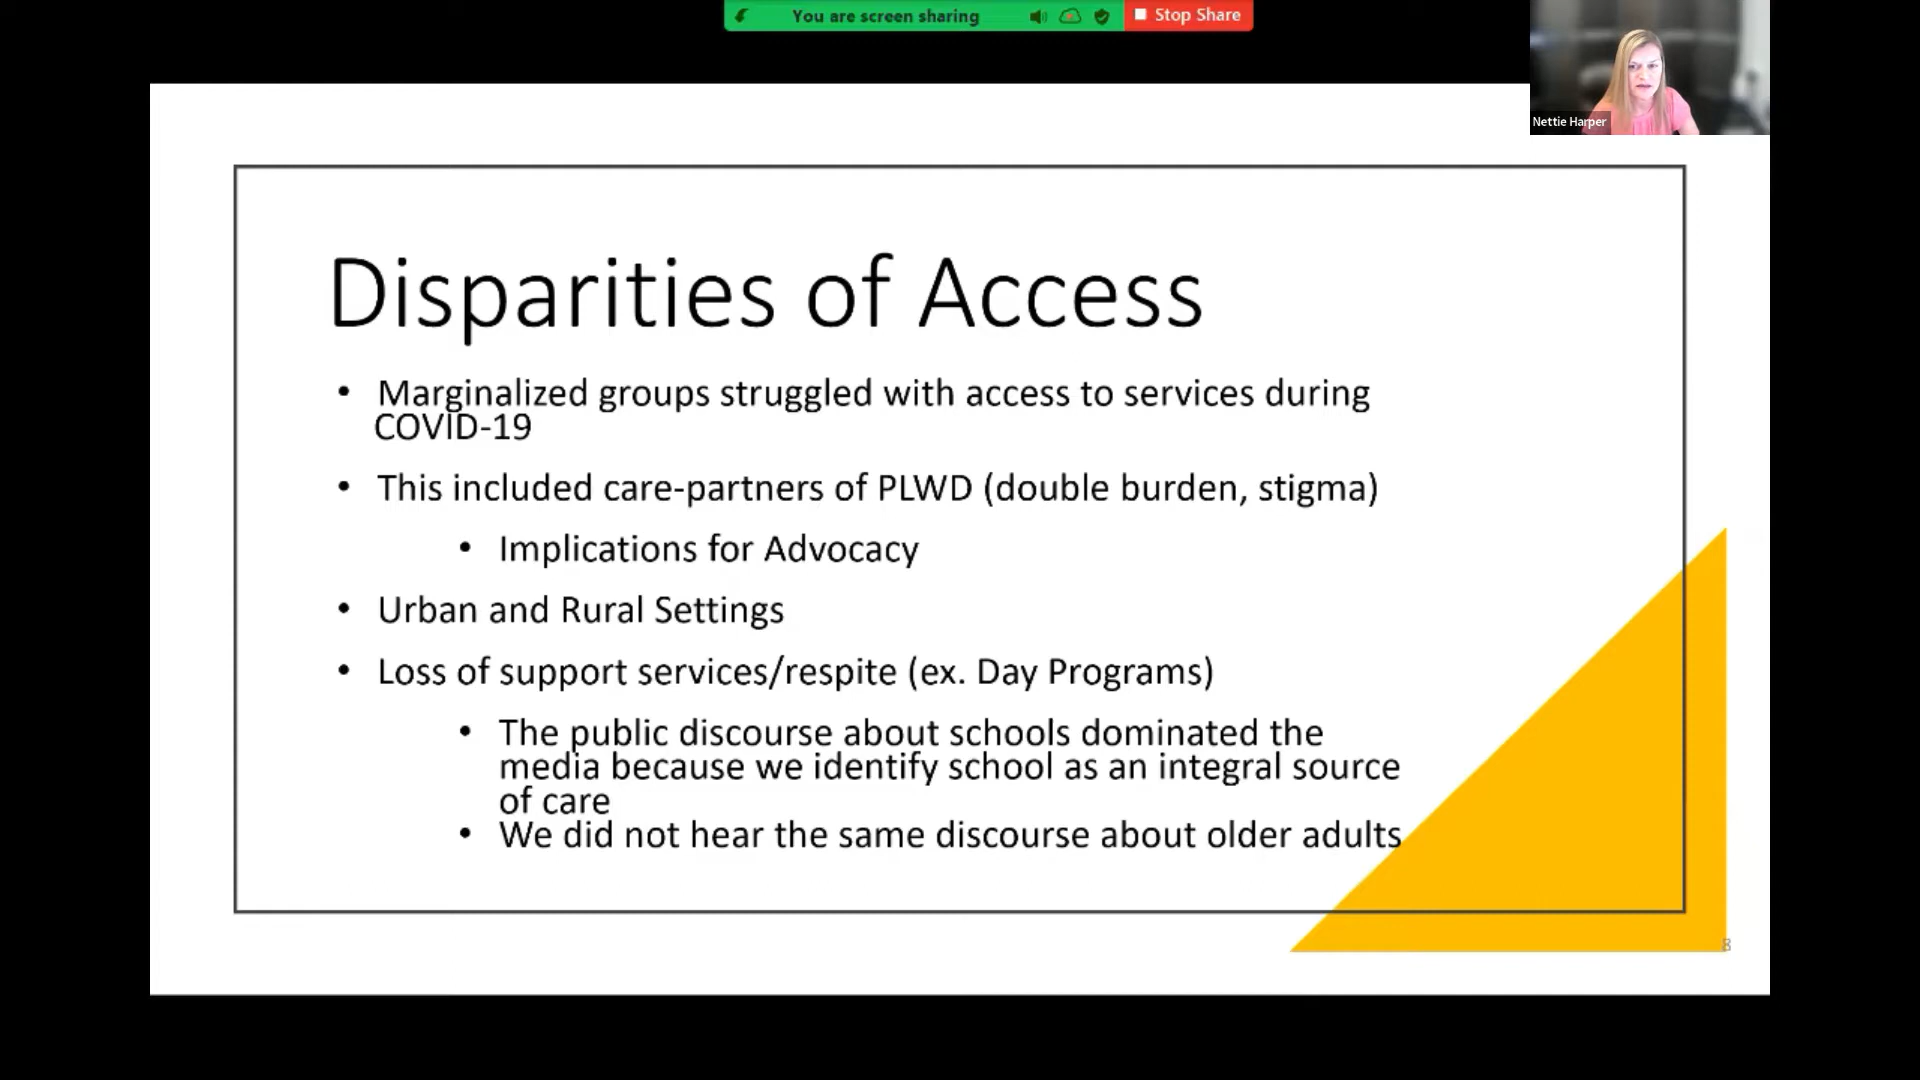 You are screen sharing
Stop Share
Nettie Harper
Disparities of Access
• Marginalized groups struggled with access to services during
COVID-19
• This included care-partners of PLWD (double burden, stigma)
• Implications for Advocacy
• Urban and Rural Settings
• Loss of support services/respite (ex. Day Programs)
• The public discourse about schools dominated the
media because we identify school as an integral source
of care
• We did not hear the same discourse about older adults
8